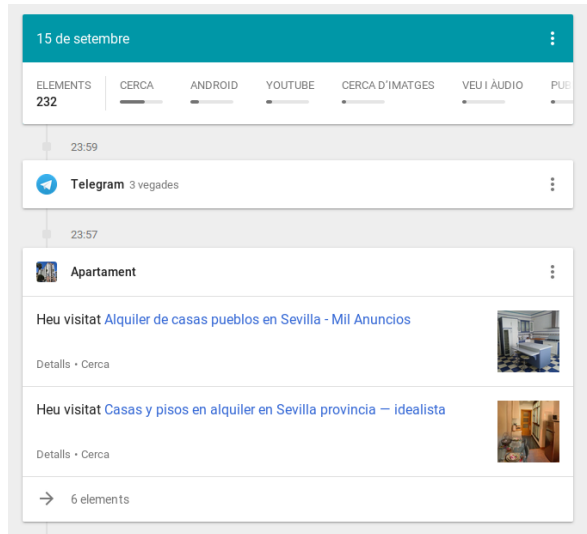 15 de setembre
ELEMENTS CERCA ANDROID YOUTUBE CERCA D'IMATGES VEU I ÀUDIO
232
23:59
Telegram 3 vegades
23:57
Apartament
Heu visitat Alquiler de casas pueblos en Sevilla - Mil Anuncios
Detalls • Cerca
Heu visitat Casas y pisos en alquiler en Sevilla provincia — idealista
Detalls • Cerca
6 elements